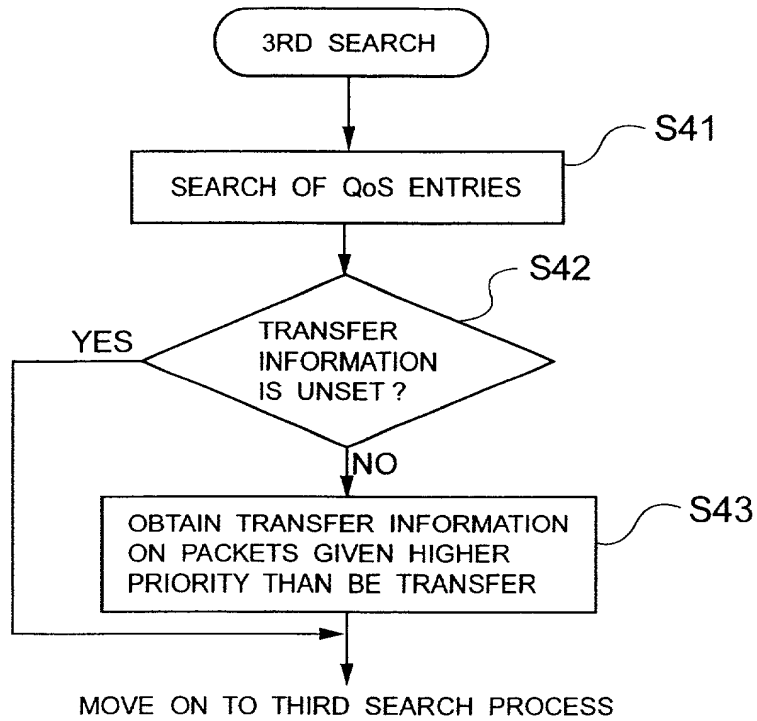 3RD SEARCH
S41
SEARCH OF QoS ENTRIES
S42
YES
TRANSFER
INFORMATION
IS UNSET ?
NO
S43
OBTAIN TRANSFER INFORMATION
ON PACKETS GIVEN HIGHER
PRIORITY THAN BE TRANSFER
MOVE ON TO THIRD SEARCH PROCESS